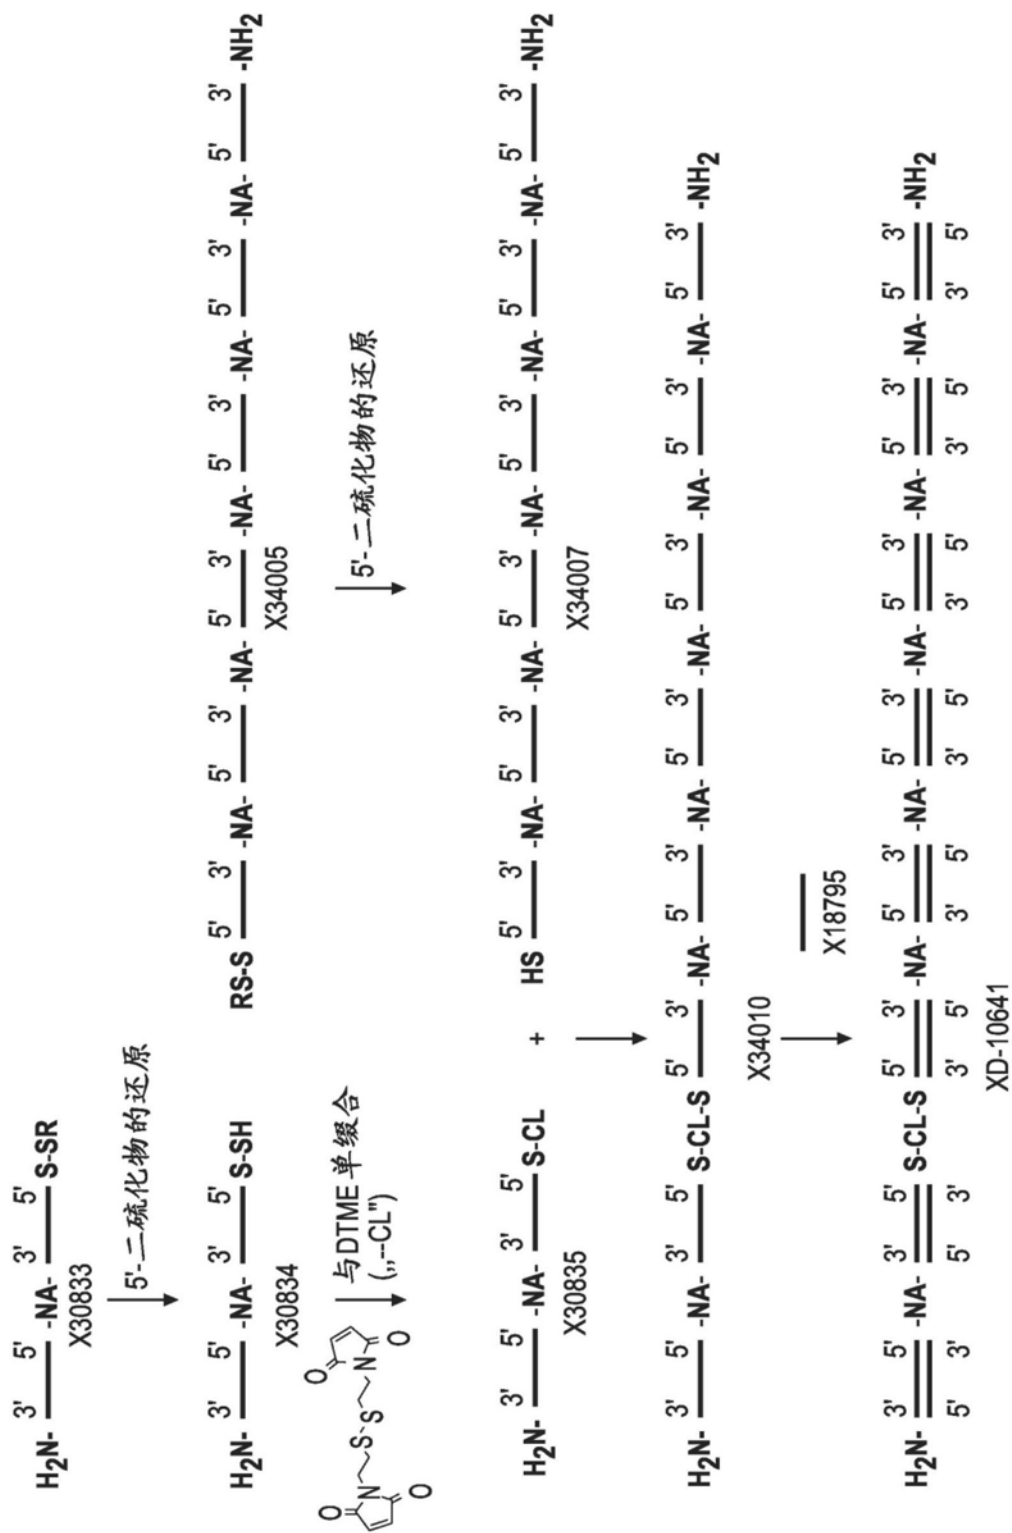 3' 5' 3' 5'
H2N- -NA- S-SR
X30833
5'-二硫化物的还原
3' 5' 3' 5' 5' 3' 5' 3' 5' 3' 5' 3' 5' 3' 5' 3'
H2N- -NA- S-SH RS-S -NA- -NA- -NA- -NA- -NA- -NH2
X30834 X34005
与DTME单缀合
(„--CL")
5'-二硫化物的还原
O N O S-S O N O
3' 5' 3' 5' 5' 3' 5' 3' 5' 3' 5' 3' 5' 3' 5' 3'
H2N- -NA- S-CL + HS -NA- -NA- -NA- -NA- -NA- -NH2
X30835 X34007
3' 5' 3' 5' 5' 3' 5' 3' 5' 3' 5' 3' 5' 3' 5' 3'
H2N- -NA- S-CL-S -NA- -NA- -NA- -NA- -NA- -NH2
X34010
X18795
3' 5' 3' 5' 5' 3' 5' 3' 5' 3' 5' 3' 5' 3' 5' 3'
H2N- -NA- S-CL-S -NA- -NA- -NA- -NA- -NA- -NH2
5' 3' 5' 3' 3' 5' 3' 5' 3' 5' 3' 5' 3' 5' 3' 5'
XD-10641